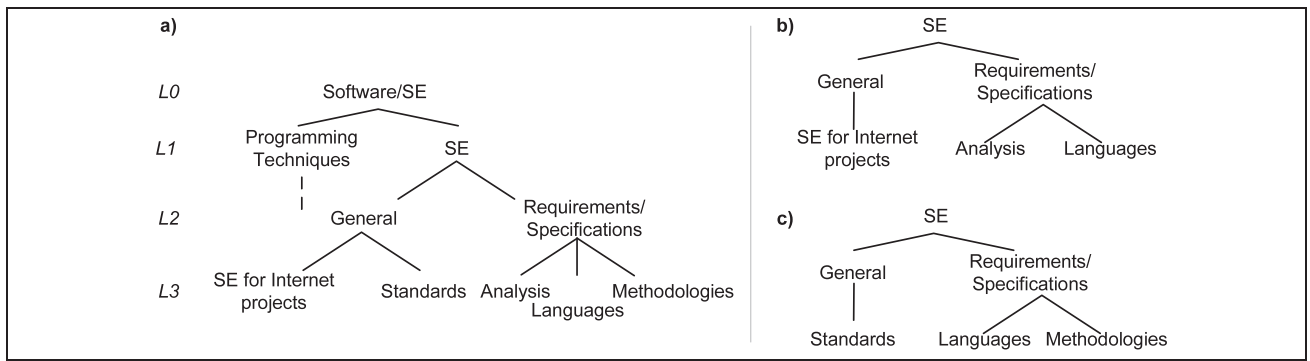 a)
L0
Software/SE
L1
Programming
Techniques
SE
L2
General
Requirements/
Specifications
L3
SE for Internet
projects
Standards
Analysis
Languages
Methodologies
b)
SE
General
Requirements/
Specifications
SE for Internet
projects
Analysis
Languages
c)
SE
General
Requirements/
Specifications
Standards
Languages
Methodologies